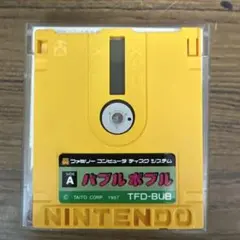 ファミリー コンピュータ ディスク システム
SIDE A
バブルボブル
© TAITO CORP. 1987 TFD-BUB
NINTENDO